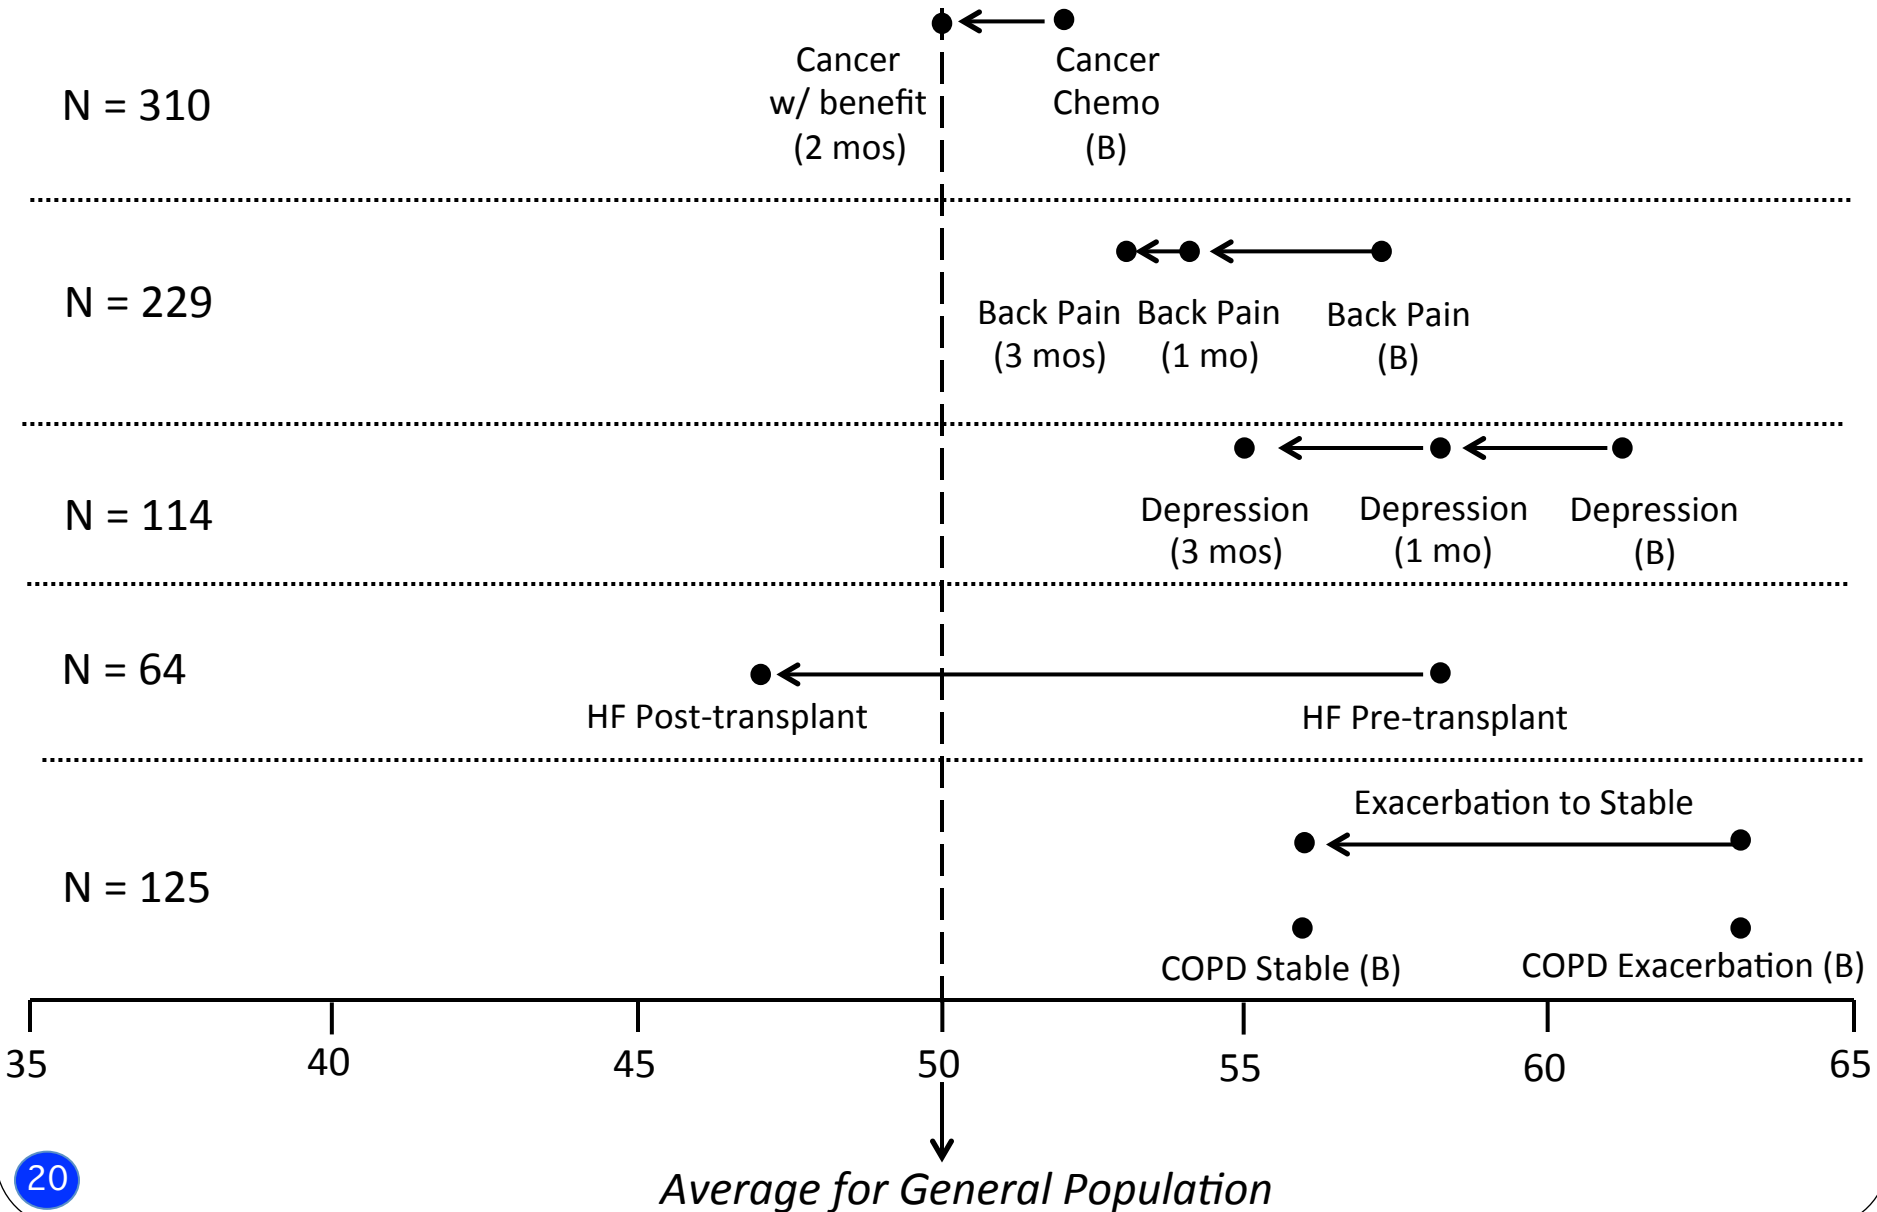 N = 310
Cancer
w/ benefit
(2 mos)
Cancer
Chemo
(B)
N = 229
Back Pain
(3 mos)
Back Pain
(1 mo)
Back Pain
(B)
N = 114
Depression
(3 mos)
Depression
(1 mo)
Depression
(B)
N = 64
HF Post-transplant
HF Pre-transplant
N = 125
Exacerbation to Stable
COPD Stable (B)
COPD Exacerbation (B)
35 40 45 50 55 60 65
Average for General Population
20